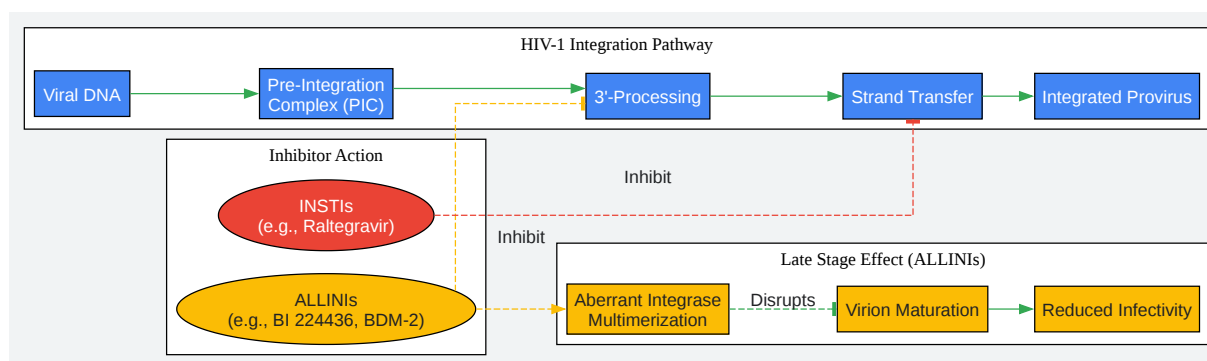 HIV-1 Integration Pathway
Viral DNA
Pre-Integration
Complex (PIC)
3'-Processing
Strand Transfer
Integrated Provirus
Inhibitor Action
INSTIs
(e.g., Raltegravir)
Inhibit
Inhibit
ALLINIs
(e.g., BI 224436, BDM-2)
Late Stage Effect (ALLINIs)
Aberrant Integrase
Multimerization
Disrupts
Virion Maturation
Reduced Infectivity